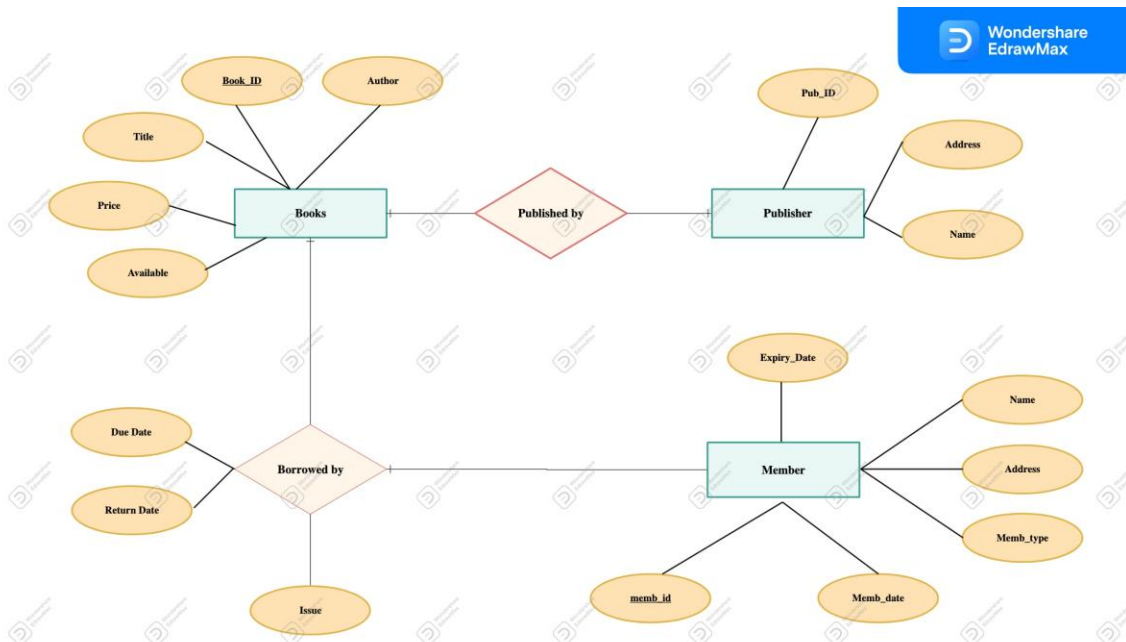 Wondershare
EdrawMax
Book_ID
Author
Pub_ID
Title
Address
Price
Books
Published by
Publisher
Name
Available
Expiry_Date
Name
Due Date
Borrowed by
Member
Address
Return Date
Memb_type
Issue
memb_id
Memb_date